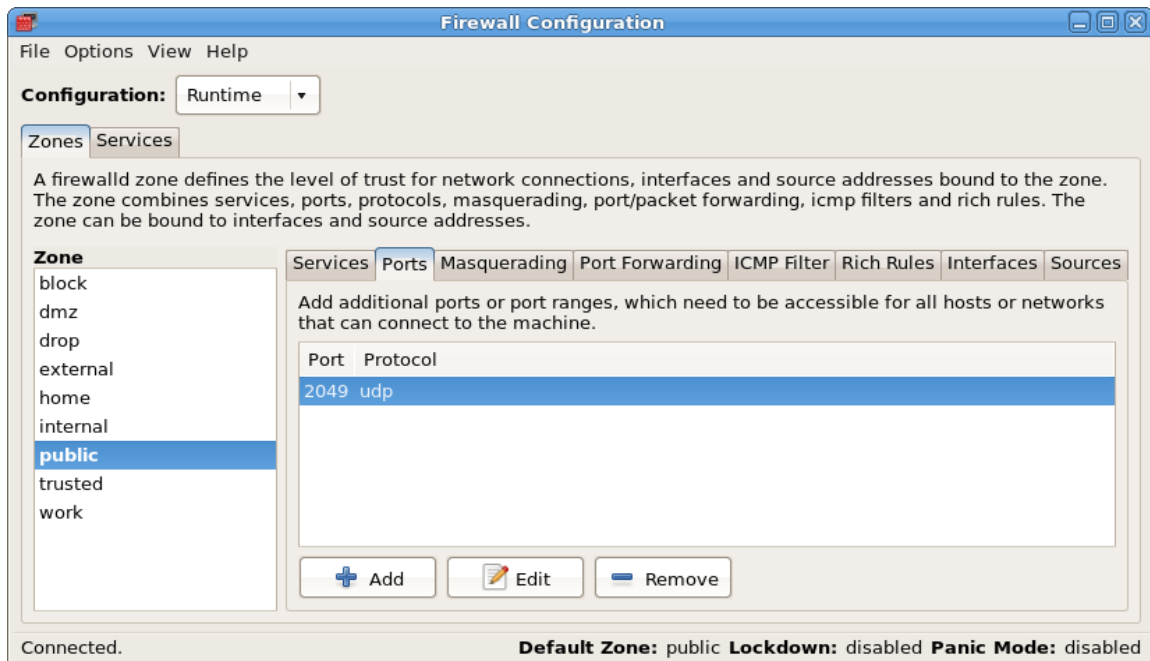 Firewall Configuration
File Options View Help
Configuration: Runtime
Zones Services
A firewalld zone defines the level of trust for network connections, interfaces and source addresses bound to the zone.
The zone combines services, ports, protocols, masquerading, port/packet forwarding, icmp filters and rich rules. The
zone can be bound to interfaces and source addresses.
Zone
block
dmz
drop
external
home
internal
public
trusted
work
Services Ports Masquerading Port Forwarding ICMP Filter Rich Rules Interfaces Sources
Add additional ports or port ranges, which need to be accessible for all hosts or networks
that can connect to the machine.
Port Protocol
2049 udp
Add Edit Remove
Connected. Default Zone: public Lockdown: disabled Panic Mode: disabled